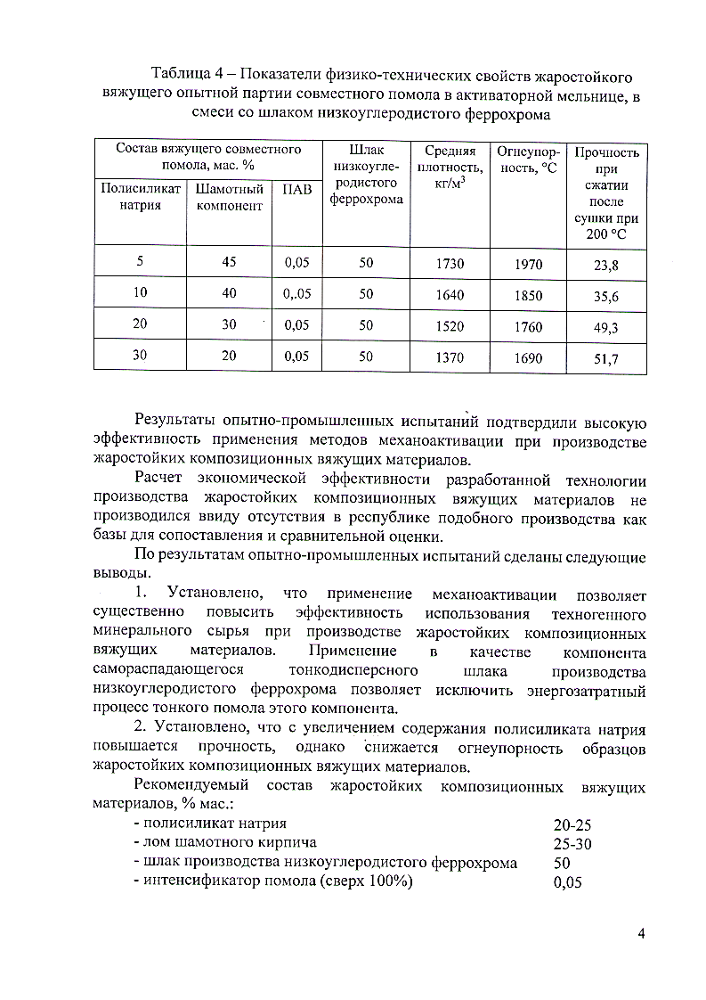 Таблица 4 – Показатели физико-технических свойств жаростойкого
вяжущего опытной партии совместного помола в активаторной мельнице, в
смеси со шлаком низкоуглеродистого феррохрома
Состав вяжущего совместного
помола, мас. %
Шлак
низкоугле-
родистого
феррохрома
Средняя
плотность,
кг/м³
Огнеупор-
ность, °С
Прочность
при
сжатии
после
сушки при
200 °С
Полисиликат
натрия
Шамотный
компонент
ПАВ
5 45 0,05 50 1730 1970 23,8
10 40 0,.05 50 1640 1850 35,6
20 30 0,05 50 1520 1760 49,3
30 20 0,05 50 1370 1690 51,7
Результаты опытно-промышленных испытаний подтвердили высокую
эффективность применения методов механоактивации при производстве
жаростойких композиционных вяжущих материалов.
Расчет экономической эффективности разработанной технологии
производства жаростойких композиционных вяжущих материалов не
производился ввиду отсутствия в республике подобного производства как
базы для сопоставления и сравнительной оценки.
По результатам опытно-промышленных испытаний сделаны следующие
выводы.
1. Установлено, что применение механоактивации позволяет
существенно повысить эффективность использования техногенного
минерального сырья при производстве жаростойких композиционных
вяжущих материалов. Применение в качестве компонента
самораспадающегося тонкодисперсного шлака производства
низкоуглеродистого феррохрома позволяет исключить энергозатратный
процесс тонкого помола этого компонента.
2. Установлено, что с увеличением содержания полисиликата натрия
повышается прочность, однако снижается огнеупорность образцов
жаростойких композиционных вяжущих материалов.
Рекомендуемый состав жаростойких композиционных вяжущих
материалов, % мас.:
- полисиликат натрия 20-25
- лом шамотного кирпича 25-30
- шлак производства низкоуглеродистого феррохрома 50
- интенсификатор помола (сверх 100%) 0,05
4